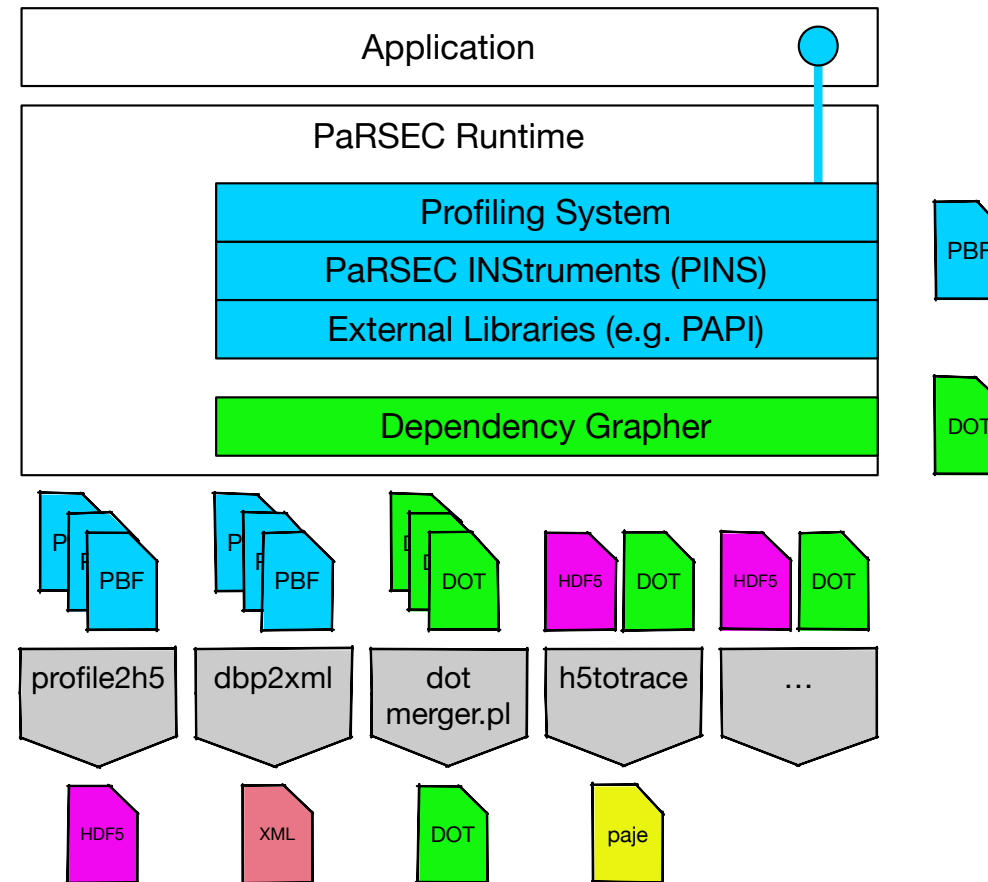 Application
PaRSEC Runtime
Profiling System
PaRSEC INStruments (PINS)
External Libraries (e.g. PAPI)
Dependency Grapher
PBF
DOT
PBF
PBF
DOT
HDF5
DOT
HDF5
DOT
profile2h5
dbp2xml
dot
merger.pl
h5totrace
...
HDF5
XML
DOT
paje